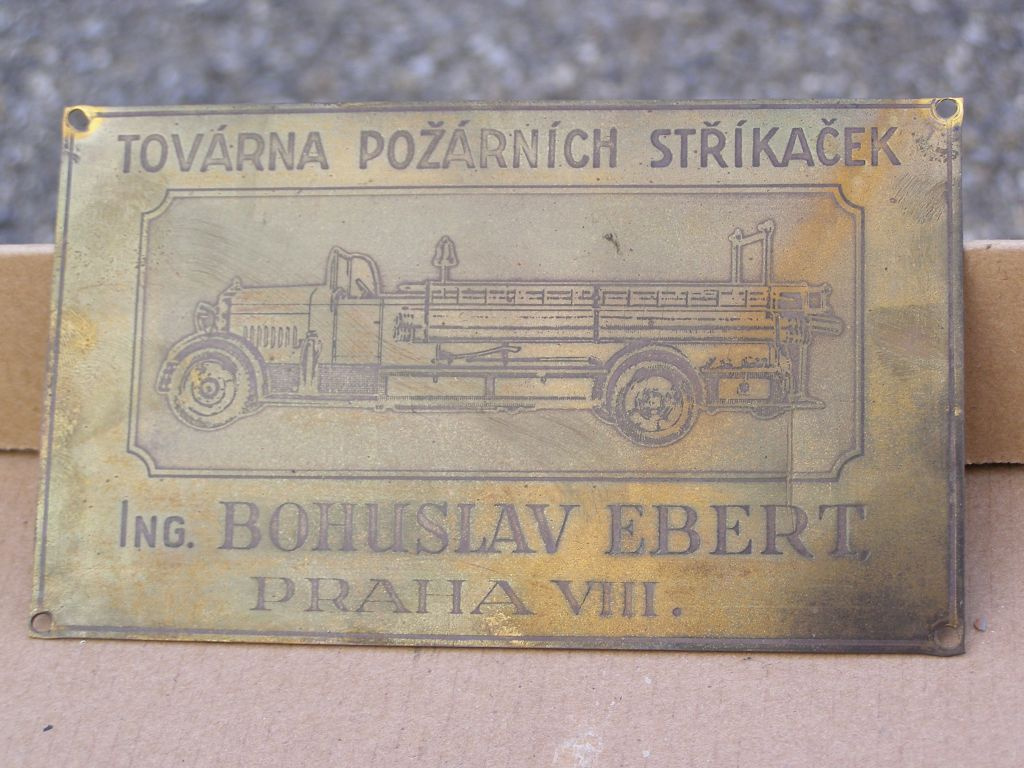 TOVÁRNA POŽÁRNÍCH STŘÍKAČEK
ING. BOHUSLAV EBERT,
PRAHA VIII.